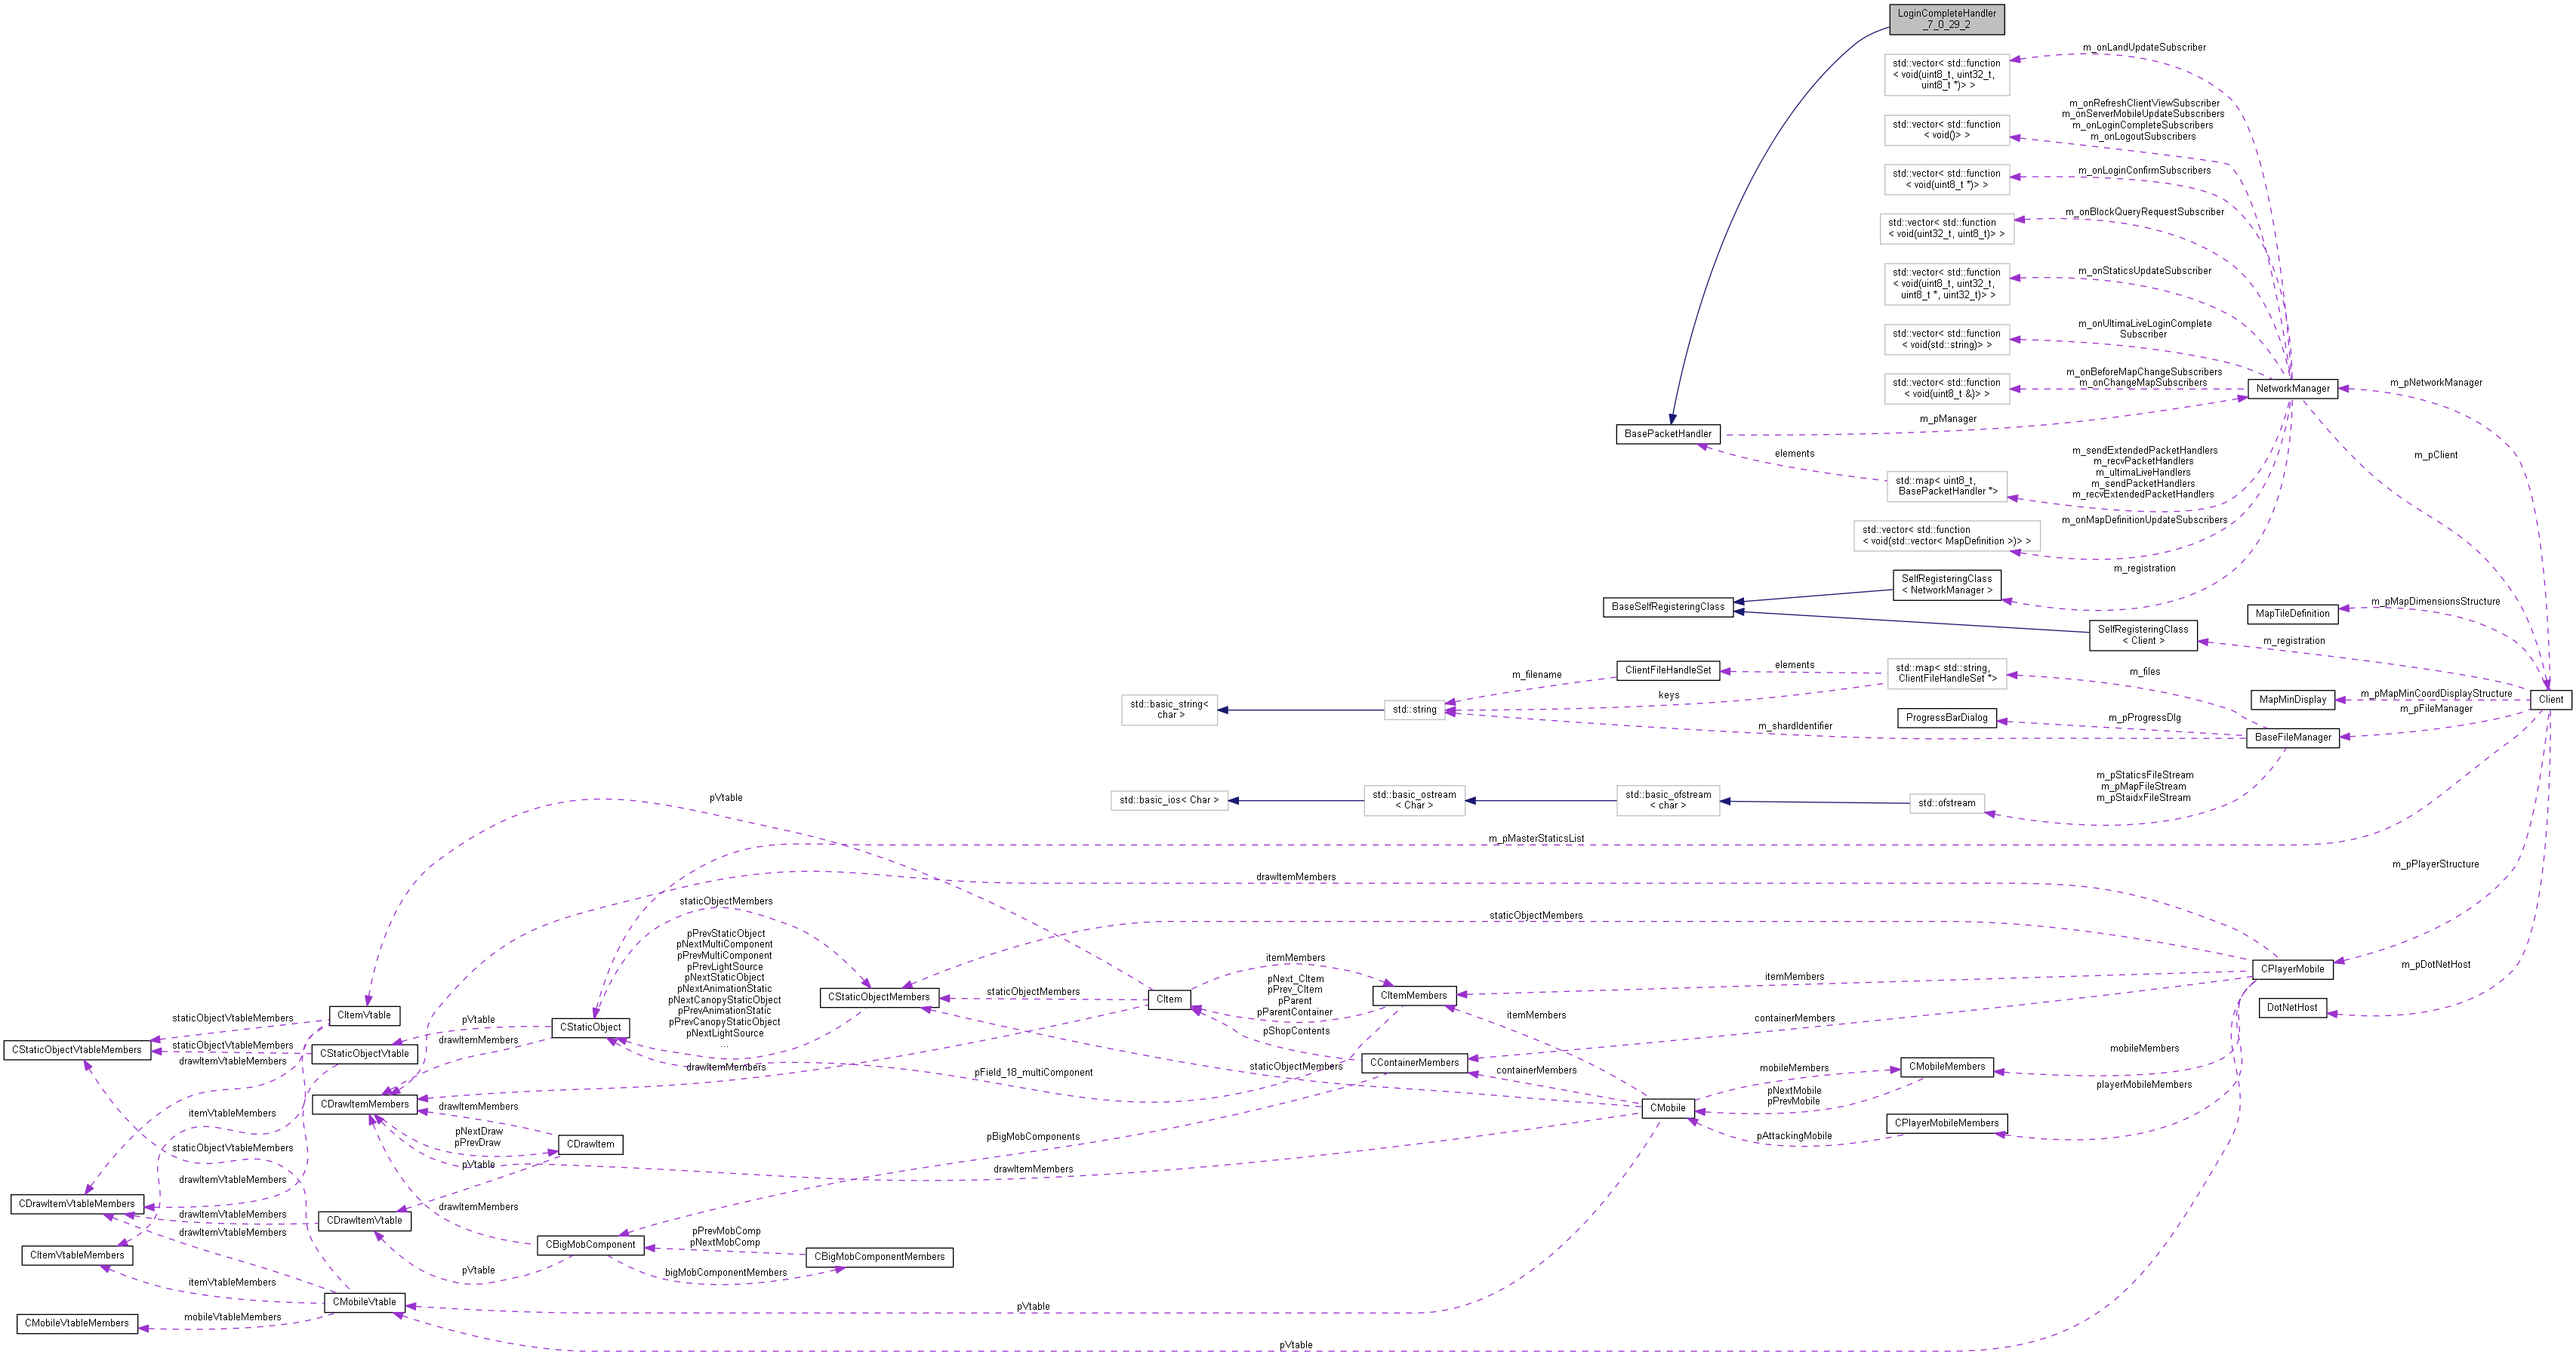 LoginCompleteHandler
_7_0_29_2
m_onLandUpdateSubscriber
std::vector< std::function
< void(uint8_t, uint32_t,
uint8_t *)> >
m_onRefreshClientViewSubscriber
m_onServerMobileUpdateSubscribers
m_onLoginCompleteSubscribers
m_onLogoutSubscribers
std::vector< std::function
< void()> >
m_onLoginConfirmSubscribers
std::vector< std::function
< void(uint8_t *)> >
m_onBlockQueryRequestSubscriber
std::vector< std::function
< void(uint32_t, uint8_t)> >
m_onStaticsUpdateSubscriber
std::vector< std::function
< void(uint8_t, uint32_t,
uint8_t *, uint32_t)> >
m_onUltimaLiveLoginComplete
Subscriber
std::vector< std::function
< void(std::string)> >
m_onBeforeMapChangeSubscribers
m_onChangeMapSubscribers
std::vector< std::function
< void(uint8_t &)> >
NetworkManager
m_pNetworkManager
m_pManager
BasePacketHandler
elements
m_sendExtendedPacketHandlers
m_recvPacketHandlers
m_ultimaLiveHandlers
m_sendPacketHandlers
m_recvExtendedPacketHandlers
std::map< uint8_t,
BasePacketHandler *>
m_pClient
m_onMapDefinitionUpdateSubscribers
std::vector< std::function
< void(std::vector< MapDefinition >)> >
m_registration
SelfRegisteringClass
< NetworkManager >
BaseSelfRegisteringClass
m_pMapDimensionsStructure
MapTileDefinition
SelfRegisteringClass
< Client >
m_registration
ClientFileHandleSet
elements
std::map< std::string,
ClientFileHandleSet *>
m_files
m_filename
keys
std::basic_string<
char >
std::string
MapMinDisplay
m_pMapMinCoordDisplayStructure
m_pFileManager
Client
ProgressBarDialog
m_pProgressDlg
m_shardIdentifier
BaseFileManager
m_pStaticsFileStream
m_pMapFileStream
m_pStaidxFileStream
std::basic_ios< Char >
std::basic_ostream
< Char >
std::basic_ofstream
< char >
std::ofstream
pVtable
m_pMasterStaticsList
m_pPlayerStructure
drawItemMembers
staticObjectMembers
staticObjectMembers
pPrevStaticObject
pNextMultiComponent
pPrevMultiComponent
pPrevLightSource
pNextStaticObject
pNextAnimationStatic
pNextCanopyStaticObject
pPrevAnimationStatic
pPrevCanopyStaticObject
pNextLightSource
...
itemMembers
pNext_CItem
pPrev_CItem
pParent
pParentContainer
pShopContents
itemMembers
CPlayerMobile
m_pDotNetHost
DotNetHost
CStaticObjectMembers
staticObjectMembers
CItem
CItemMembers
containerMembers
itemMembers
CItemVtable
staticObjectVtableMembers
CStaticObject
pVtable
drawItemMembers
CStaticObjectVtableMembers
staticObjectVtableMembers
drawItemVtableMembers
CStaticObjectVtable
mobileMembers
drawItemMembers
pField_18_multiComponent
staticObjectMembers
CContainerMembers
containerMembers
mobileMembers
CMobileMembers
playerMobileMembers
pNextMobile
pPrevMobile
CDrawItemMembers
drawItemMembers
itemVtableMembers
CMobile
CPlayerMobileMembers
pNextDraw
pPrevDraw
CDrawItem
pBigMobComponents
pAttackingMobile
staticObjectVtableMembers
pVtable
drawItemMembers
drawItemVtableMembers
CDrawItemVtableMembers
drawItemVtableMembers
CDrawItemVtable
drawItemMembers
drawItemVtableMembers
CItemVtableMembers
CBigMobComponent
pPrevMobComp
pNextMobComp
CBigMobComponentMembers
pVtable
bigMobComponentMembers
itemVtableMembers
CMobileVtable
pVtable
CMobileVtableMembers
mobileVtableMembers
pVtable